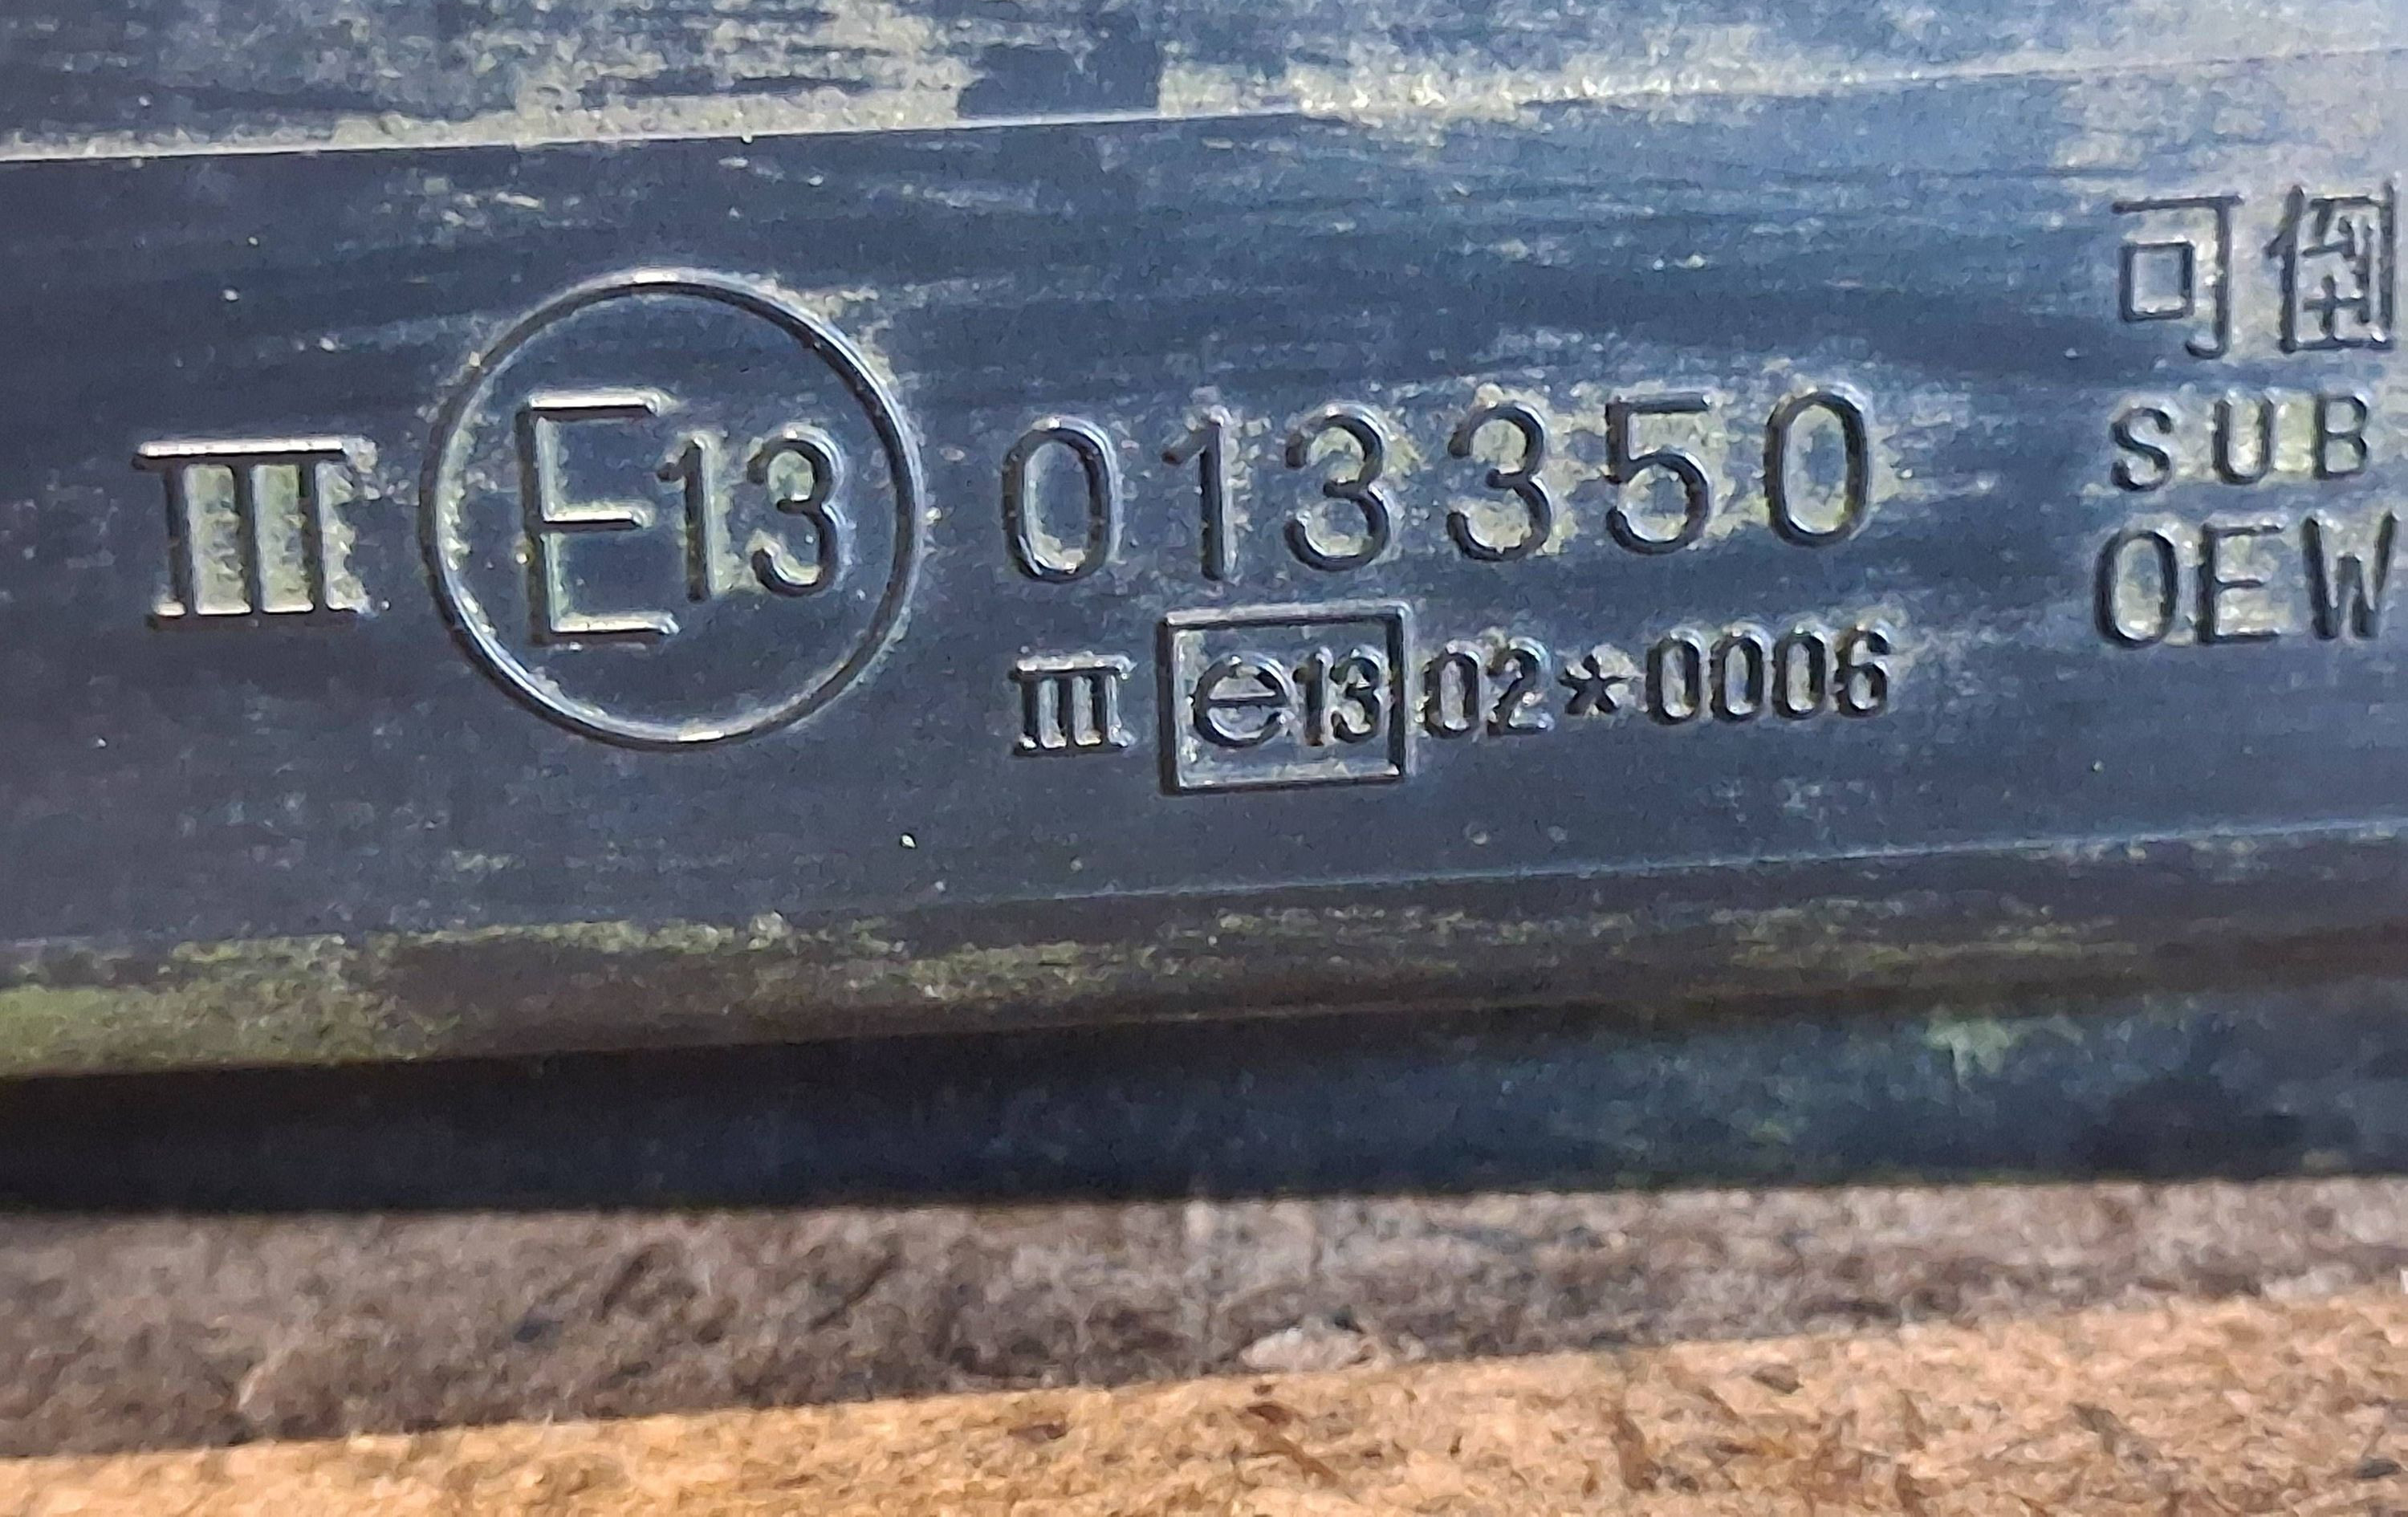 III E13 013350
III e13 02*0006
可倒
SUB
OEW